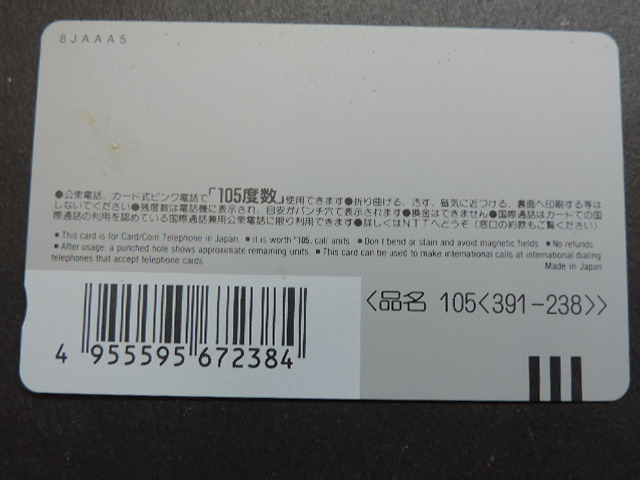 8JAAA5
●公衆電話、カード式ピンク電話で「105度数」使用できます●折り曲げる、汚す、磁気に近づける、裏面へ印刷する等は
しないでください●残度数は電話機に表示され、目安がパンチ穴で表示されます●換金はできません●国際通話はカードでの国
際通話の利用を認めている国際通話兼用公衆電話に限り利用できます●詳しくはNTTへどうぞ（窓口の約款もご覧ください）
■This card is for Card/Coin Telephone in Japan. ■it is worth "105. call units. ■Don t bend or stain and avoid magnetic fields ■No refunds
■After usage, a punched hole shows approximate remaining units. ■7his card can be used to make international calls at international dialing
telephones that accept telephone cards.
Made in Japan
〈品名 105<391-238>〉
4 955595 672384